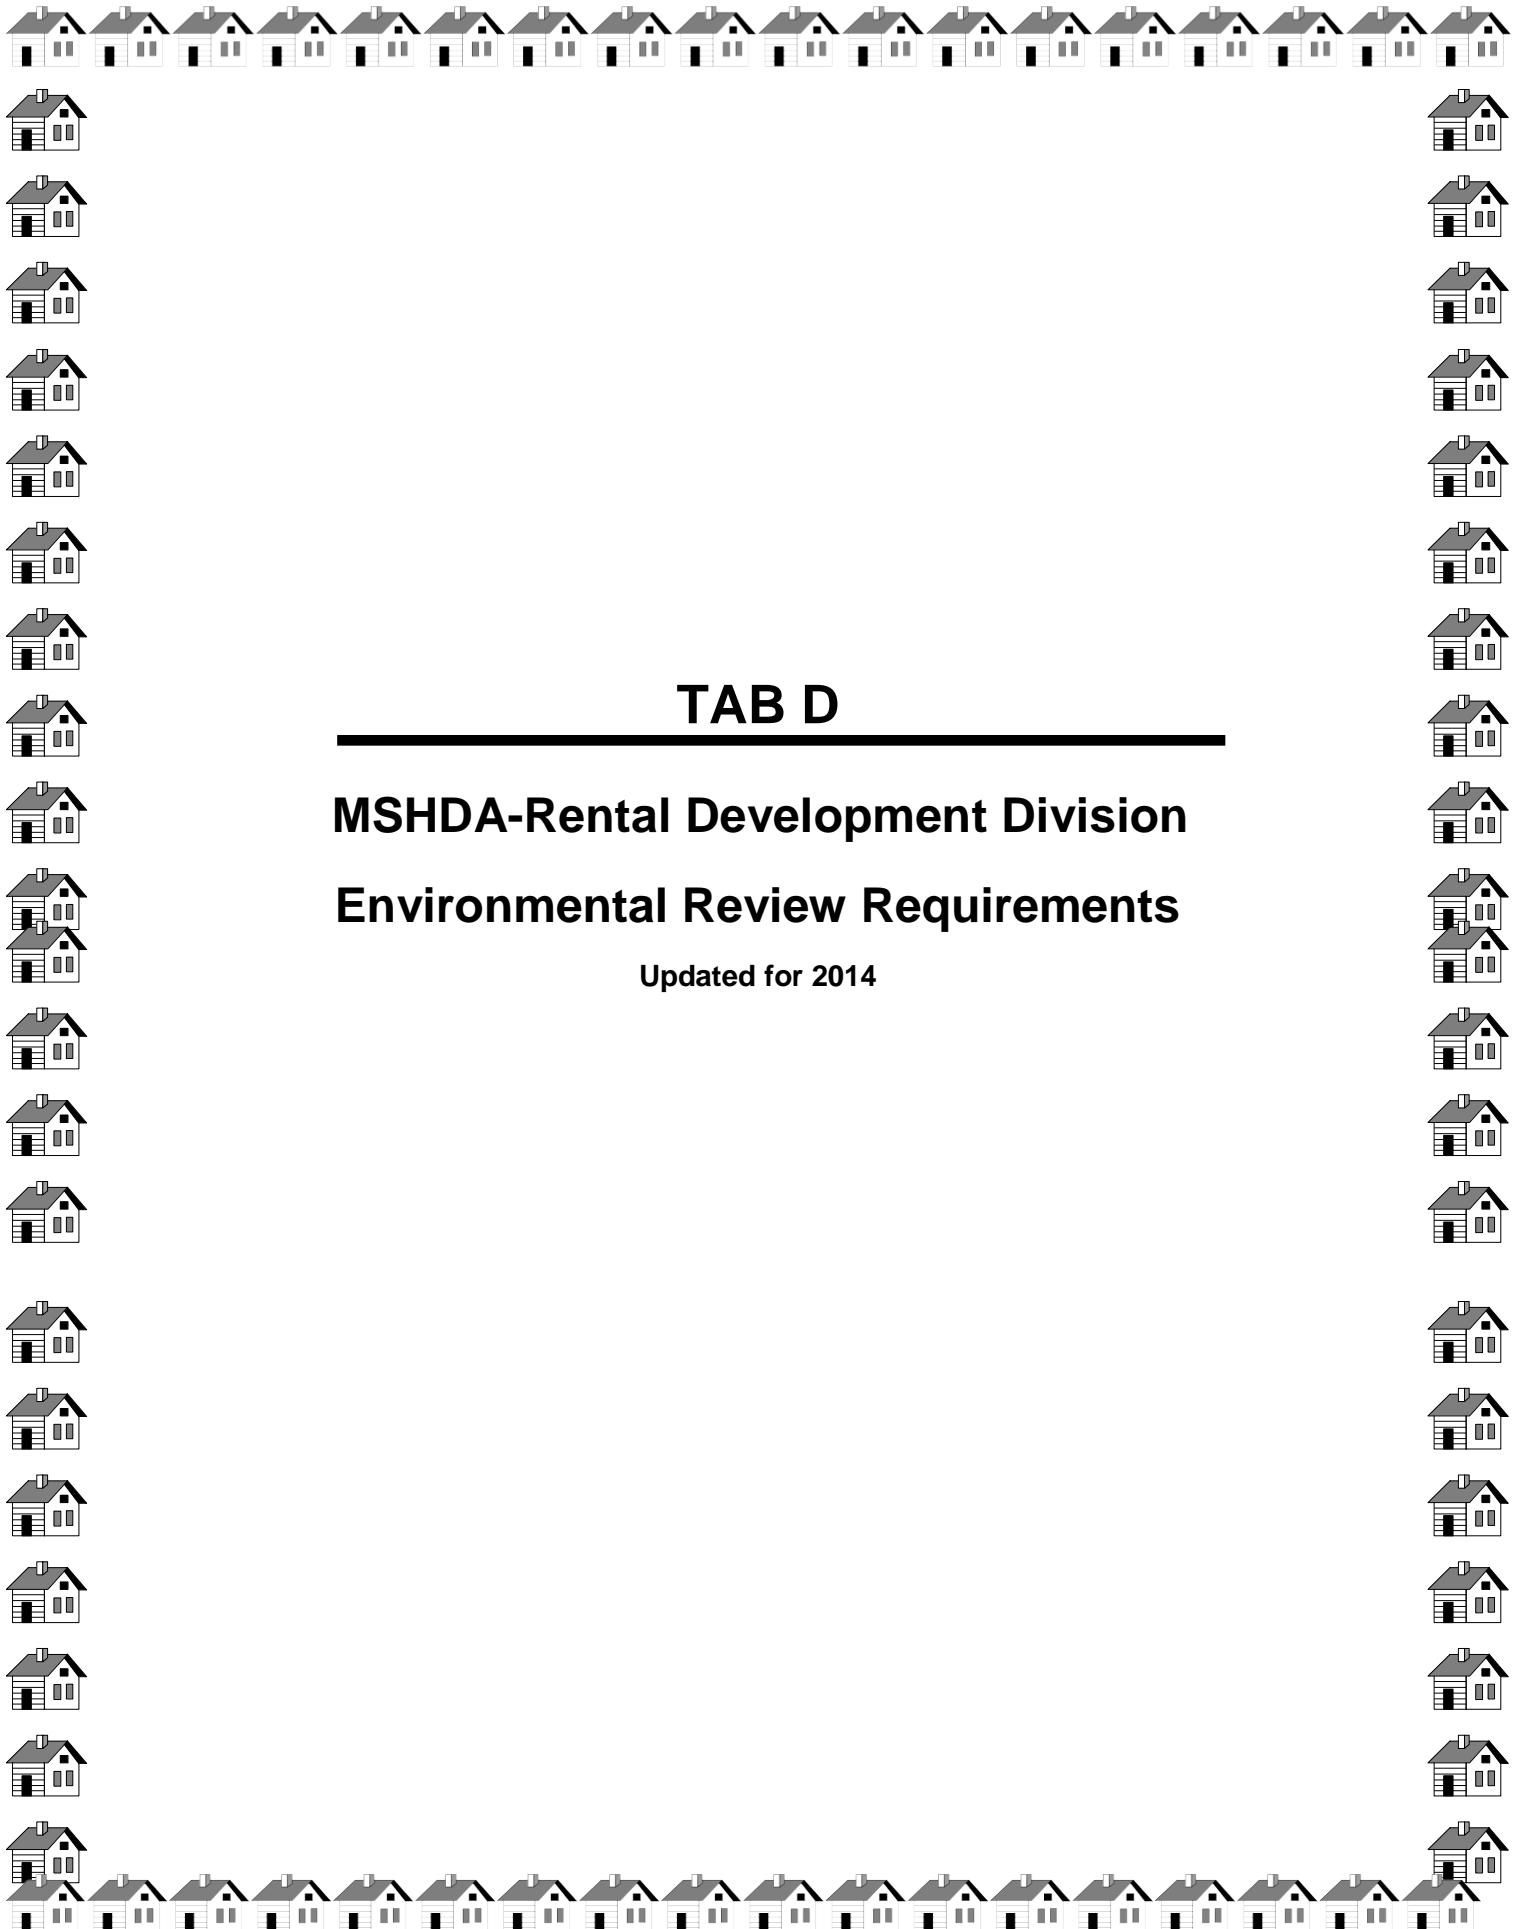 TAB D
MSHDA-Rental Development Division
Environmental Review Requirements
Updated for 2014